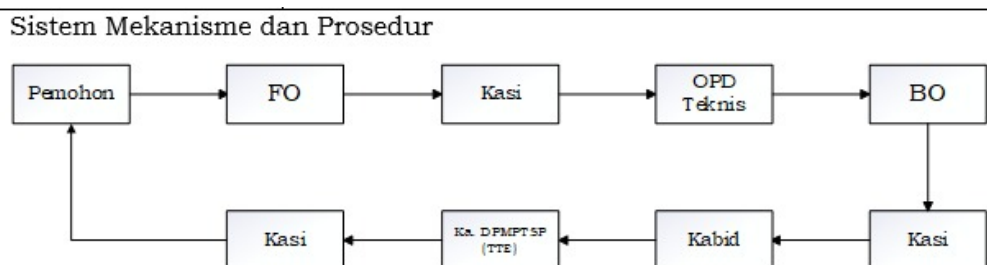 Sistem Mekanisme dan Prosedur
Pemohon
FO
Kasi
OPD
Teknis
BO
Kasi
Ka. DPMPTSP
(TTE)
Kabid
Kasi